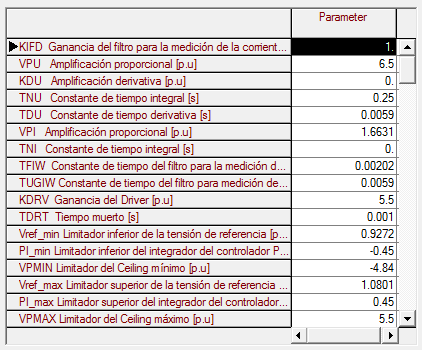 Parameter
KIFD Ganancia del filtro para la medición de la corrient... 1.
VPU Amplificación proporcional [p.u] 6.5
KDU Amplificación derivativa [p.u] 0.
TNU Constante de tiempo integral [s] 0.25
TDU Constante de tiempo derivativa [s] 0.0059
VPI Amplificación proporcional [p.u] 1.6631
TNI Constante de tiempo integral [s] 0.
TFIW Constante de tiempo del filtro para la medición d... 0.00202
TUGIW Constante de tiempo del filtro para medición de... 0.0059
KDRV Ganancia del Driver [p.u] 5.5
TDRT Tiempo muerto [s] 0.001
Vref_min Limitador inferior de la tensión de referencia [p... 0.9272
PI_min Limitador inferior del integrador del controlador P... -0.45
VPMIN Limitador del Ceiling mínimo [p.u] -4.84
Vref_max Limitador superior de la tensión de referencia ... 1.0801
PI_max Limitador superior del integrador del controlador... 0.45
VPMAX Limitador del Ceiling máximo [p.u] 5.5